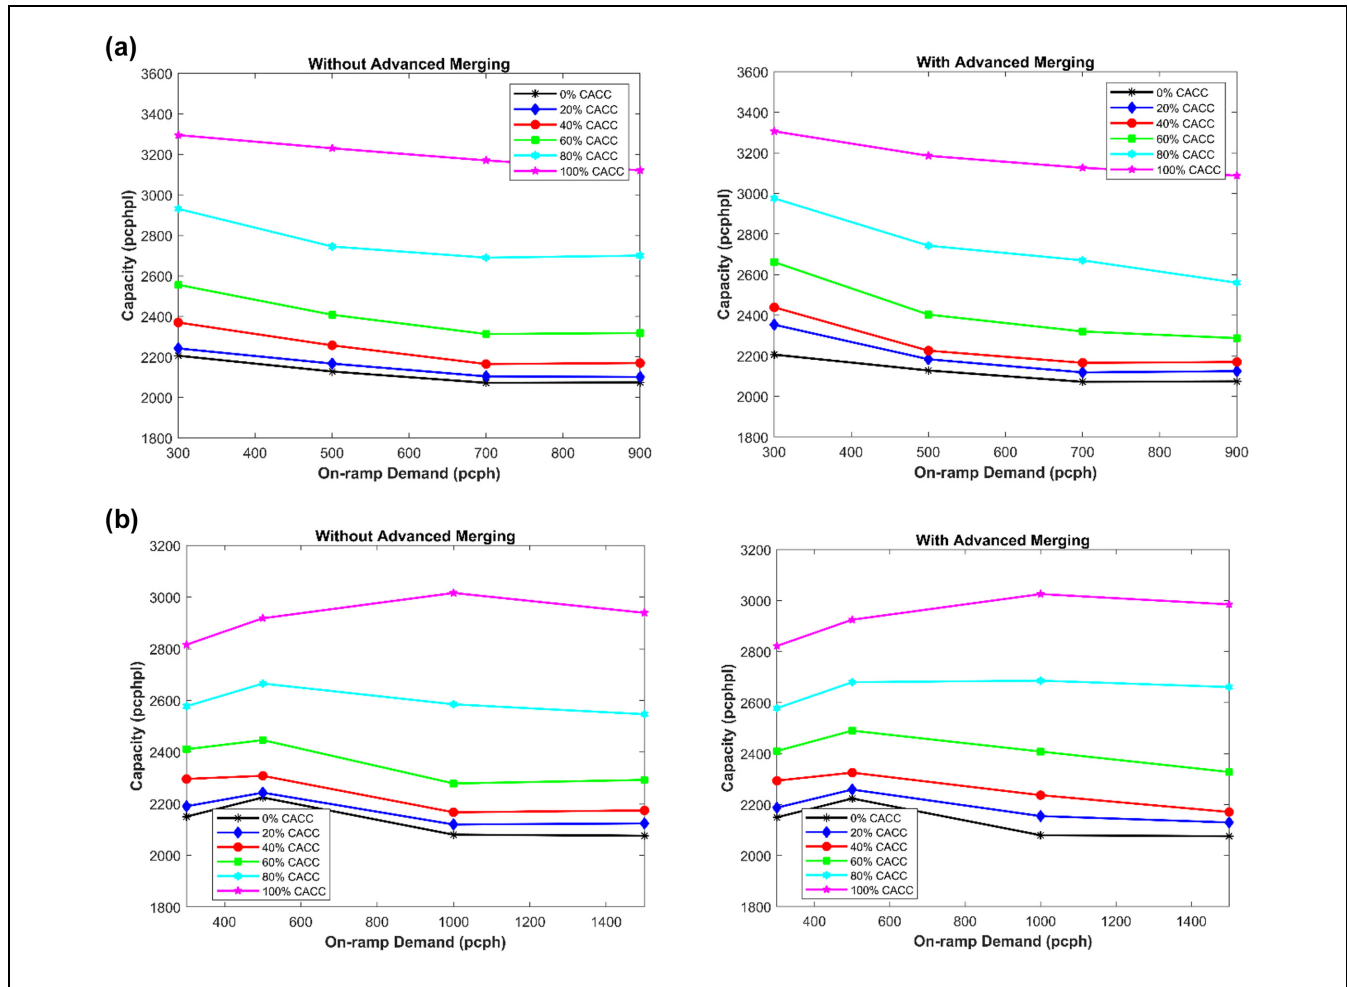 (a)
Without Advanced Merging
3600
3400
3200
3000
2800
2600
2400
2200
2000
1800
Capacity (pcphpl)
0% CACC
20% CACC
40% CACC
60% CACC
80% CACC
100% CACC
300 400 500 600 700 800 900
On-ramp Demand (pcph)
With Advanced Merging
3600
3400
3200
3000
2800
2600
2400
2200
2000
1800
Capacity (pcphpl)
0% CACC
20% CACC
40% CACC
60% CACC
80% CACC
100% CACC
300 400 500 600 700 800 900
On-ramp Demand (pcph)
(b)
Without Advanced Merging
3200
3000
2800
2600
2400
2200
2000
1800
Capacity (pcphpl)
0% CACC
20% CACC
40% CACC
60% CACC
80% CACC
100% CACC
400 600 800 1000 1200 1400
On-ramp Demand (pcph)
With Advanced Merging
3200
3000
2800
2600
2400
2200
2000
1800
Capacity (pcphpl)
0% CACC
20% CACC
40% CACC
60% CACC
80% CACC
100% CACC
400 600 800 1000 1200 1400
On-ramp Demand (pcph)